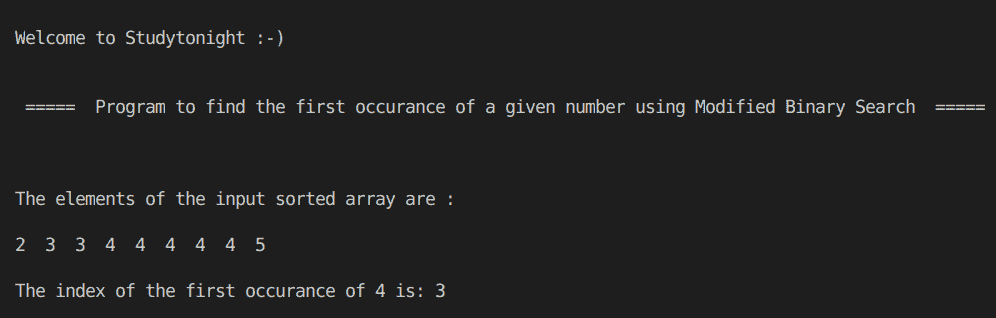 Welcome to Studytonight :-)
===== Program to find the first occurance of a given number using Modified Binary Search =====
The elements of the input sorted array are :
2 3 3 4 4 4 4 4 5
The index of the first occurance of 4 is: 3